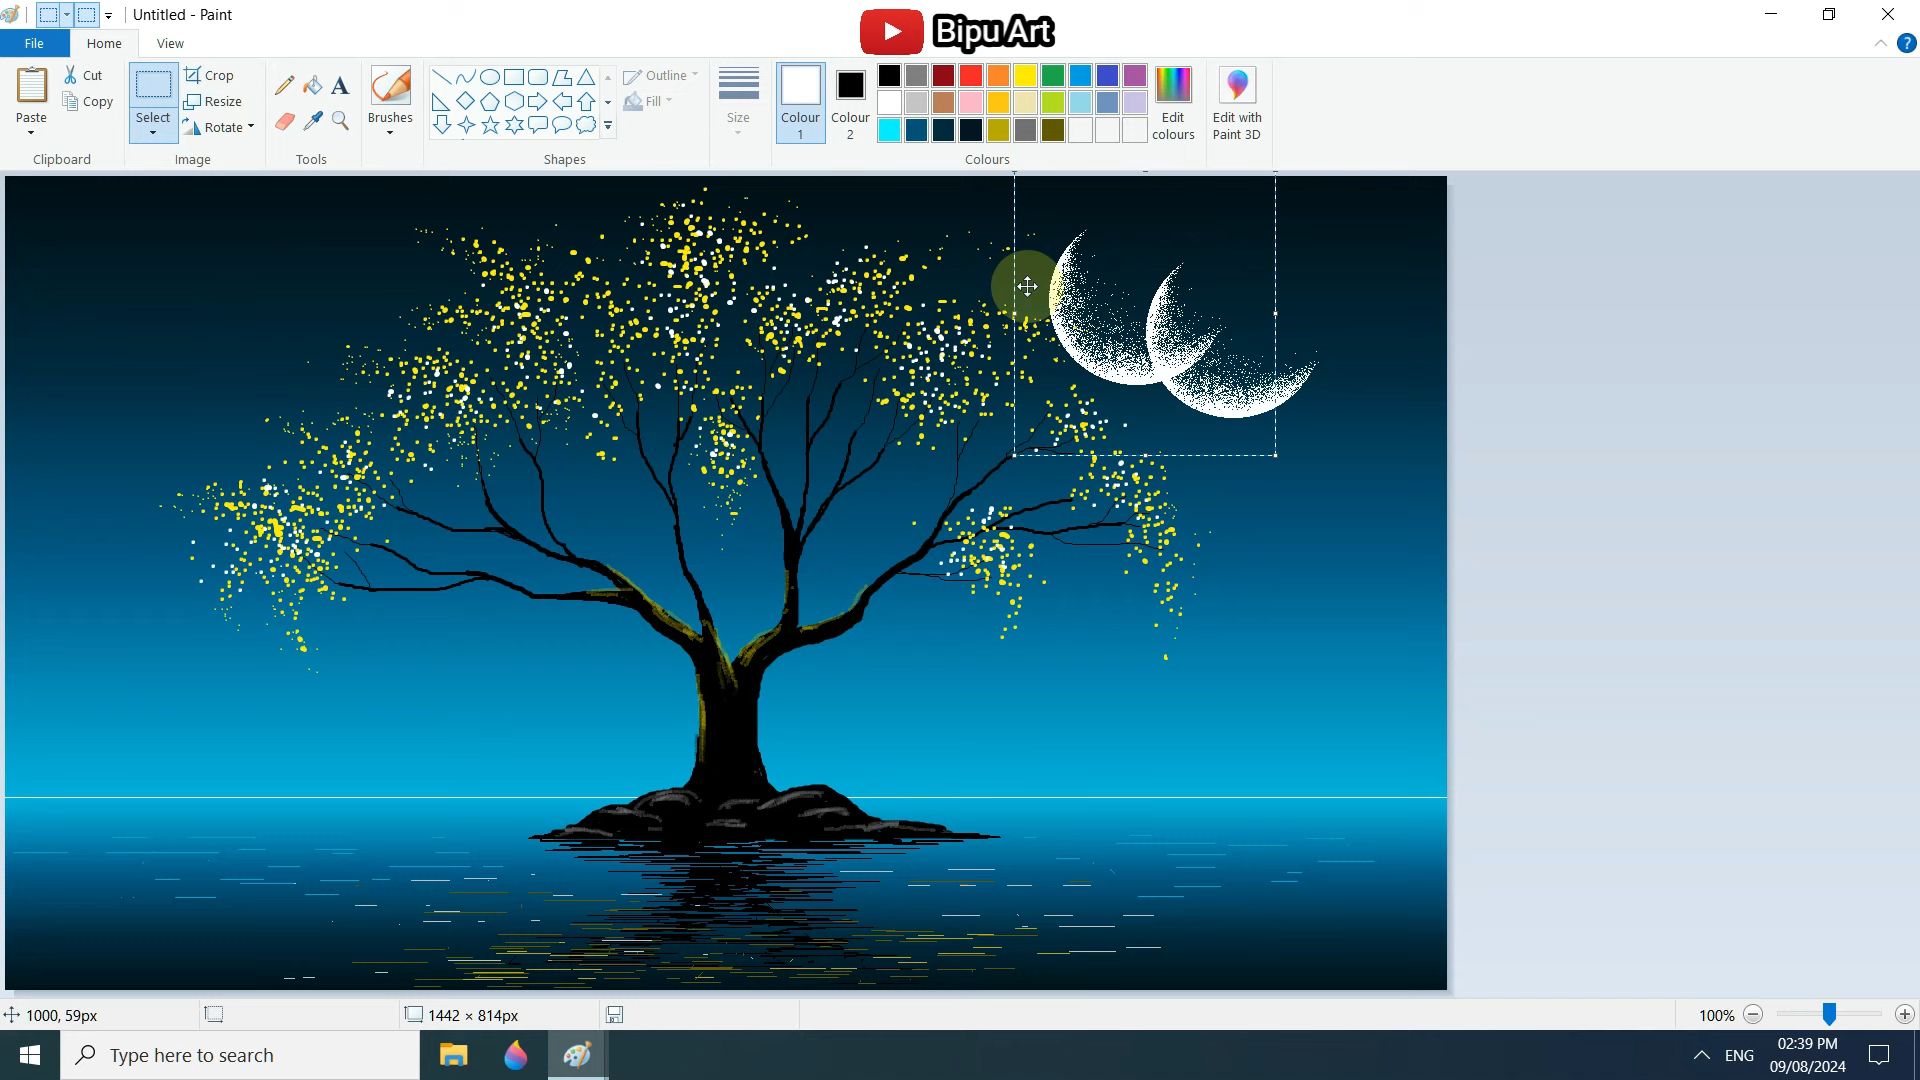 Untitled - Paint
Bipu Art
File
Home
View
Paste
Cut
Copy
Clipboard
Select
Crop
Resize
Rotate
Image
A
Tools
Brushes
Shapes
Outline
Fill
Size
Colour
1
Colour
2
Edit
colours
Colours
Edit with
Paint 3D
?
1000, 59px
1442 × 814px
100%
Type here to search
ENG
02:39 PM
09/08/2024